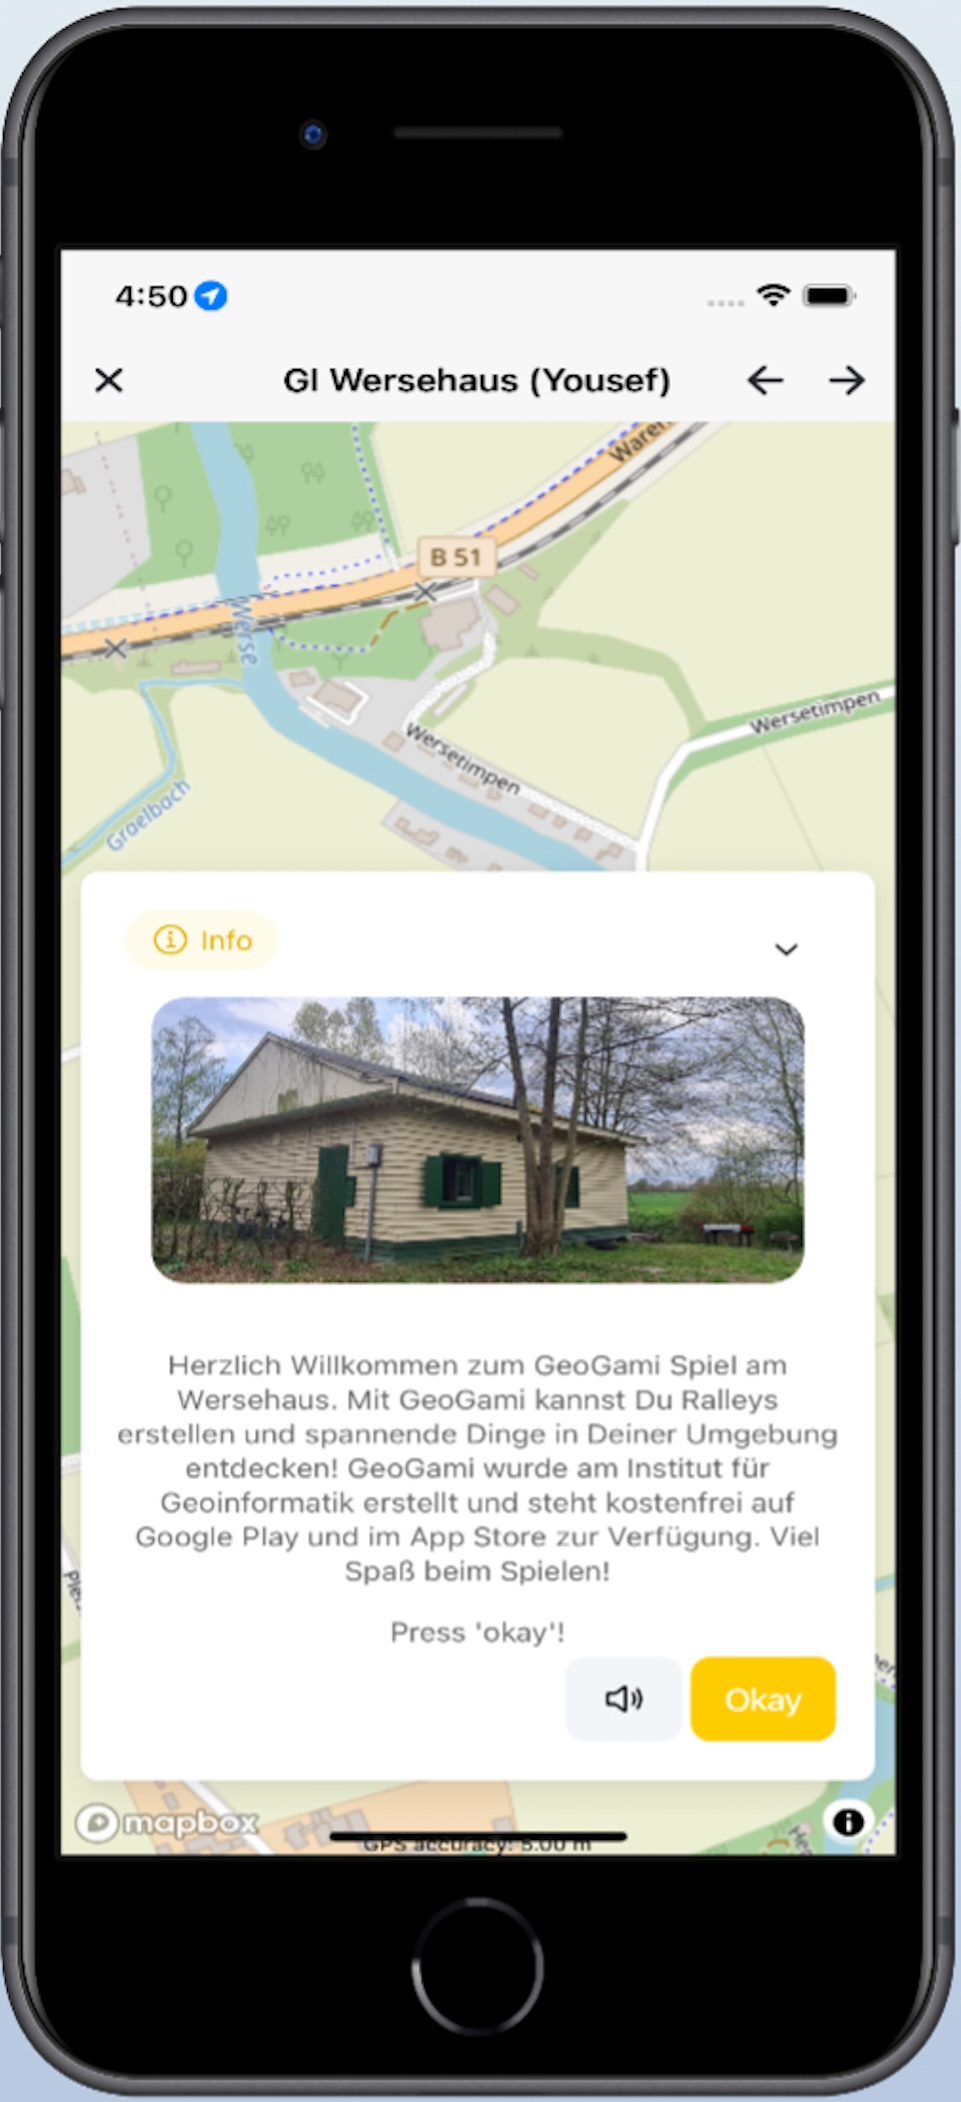 4:50
GI Wersehaus (Yousef)
B 51
Werse
Wersetimpen
Wersetimpen
Graelbach
Info
Herzlich Willkommen zum GeoGami Spiel am
Wersehaus. Mit GeoGami kannst Du Ralleys
erstellen und spannende Dinge in Deiner Umgebung
entdecken! GeoGami wurde am Institut für
Geoinformatik erstellt und steht kostenfrei auf
Google Play und im App Store zur Verfügung. Viel
Spaß beim Spielen!
Press 'okay'!
Okay
mapbox
GPS accuracy: 5.00 m